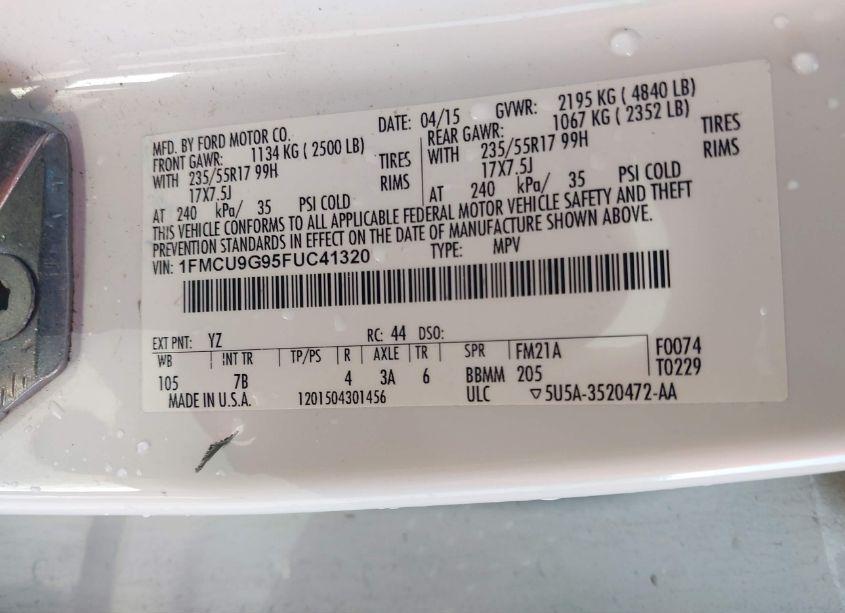 MFD. BY FORD MOTOR CO. DATE: 04/15 GVWR: 2195 KG ( 4840 LB)
FRONT GAWR: 1134 KG ( 2500 LB) REAR GAWR: 1067 KG ( 2352 LB)
WITH 235/55R17 99H TIRES WITH 235/55R17 99H TIRES
17X7.5J RIMS 17X7.5J RIMS
AT 240 kPa/ 35 PSI COLD AT 240 kPa/ 35 PSI COLD
THIS VEHICLE CONFORMS TO ALL APPLICABLE FEDERAL MOTOR VEHICLE SAFETY AND THEFT
PREVENTION STANDARDS IN EFFECT ON THE DATE OF MANUFACTURE SHOWN ABOVE.
VIN: 1FMCU9G95FUC41320 TYPE: MPV
EXT PNT: YZ RC: 44 DSO:
WB INT TR TP/PS R AXLE TR SPR FM21A F0074
105 7B 4 3A 6 BBMM 205 T0229
MADE IN U.S.A. 1201504301456 ULC ▽5U5A-3520472-AA